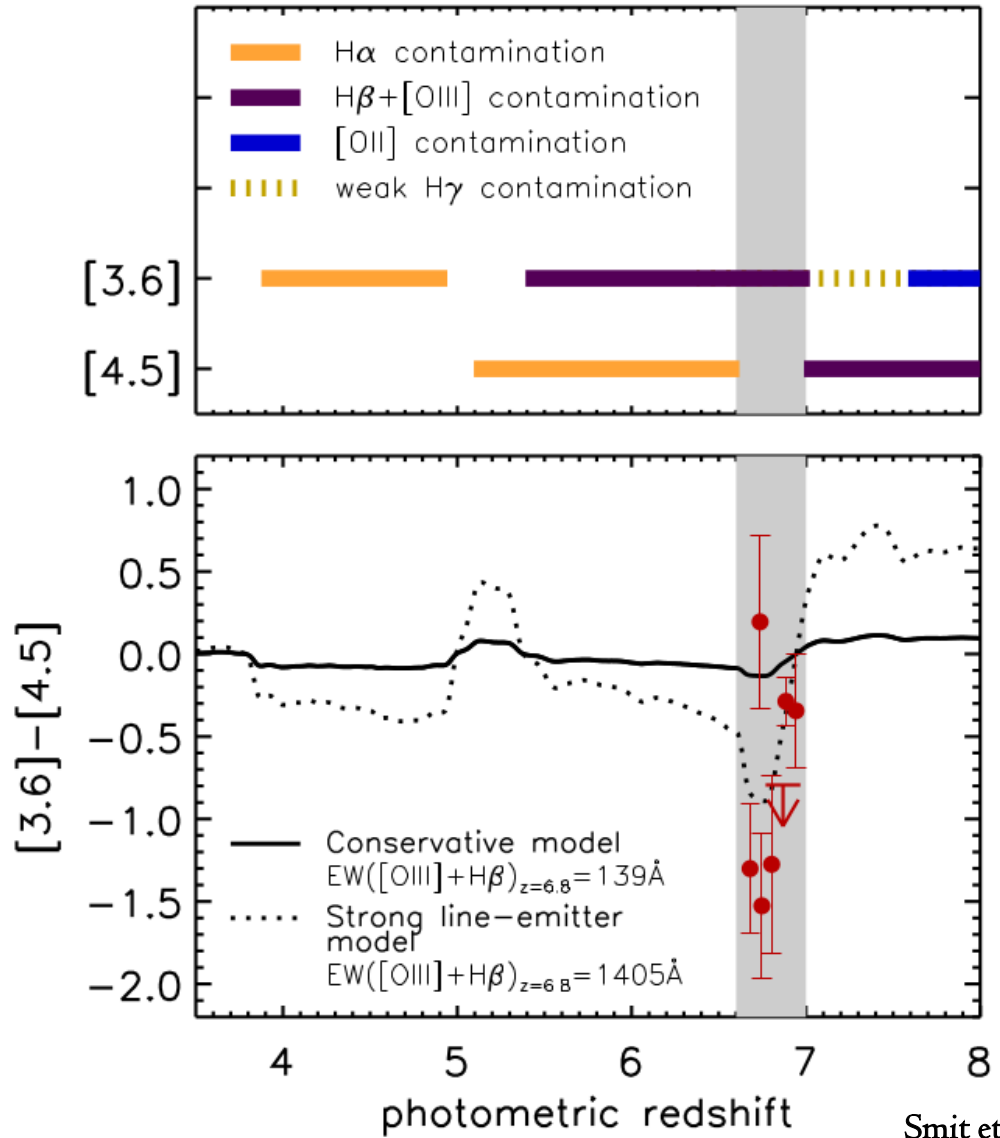 Hα contamination
Hβ+[OIII] contamination
[OII] contamination
weak Hγ contamination
[3.6]
[4.5]
1.0
0.5
0.0
−0.5
−1.0
−1.5
−2.0
[3.6]−[4.5]
Conservative model
EW([OIII]+Hβ)z=6.8=139Å
Strong line−emitter
model
EW([OIII]+Hβ)z=6 8=1405Å
4 5 6 7 8
photometric redshift
Smit et